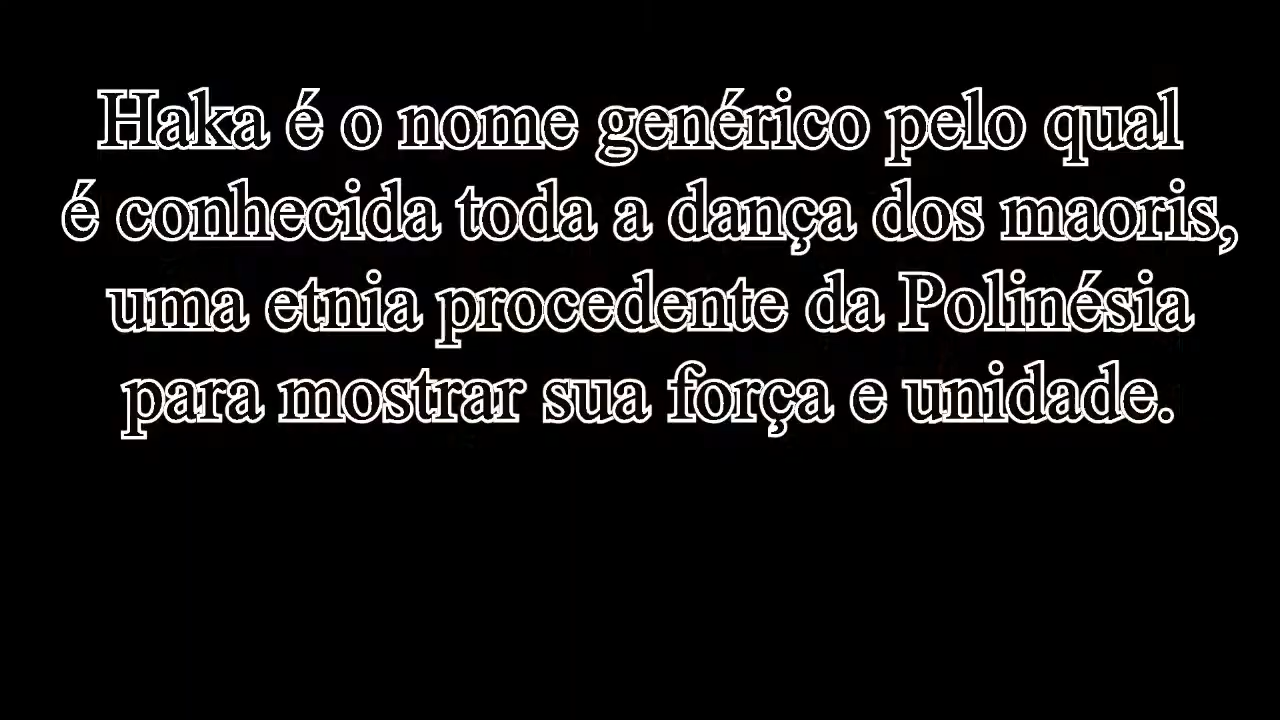 Haka é o nome genérico pelo qual
é conhecida toda a dança dos maoris,
uma etnia procedente da Polinésia
para mostrar sua força e unidade.